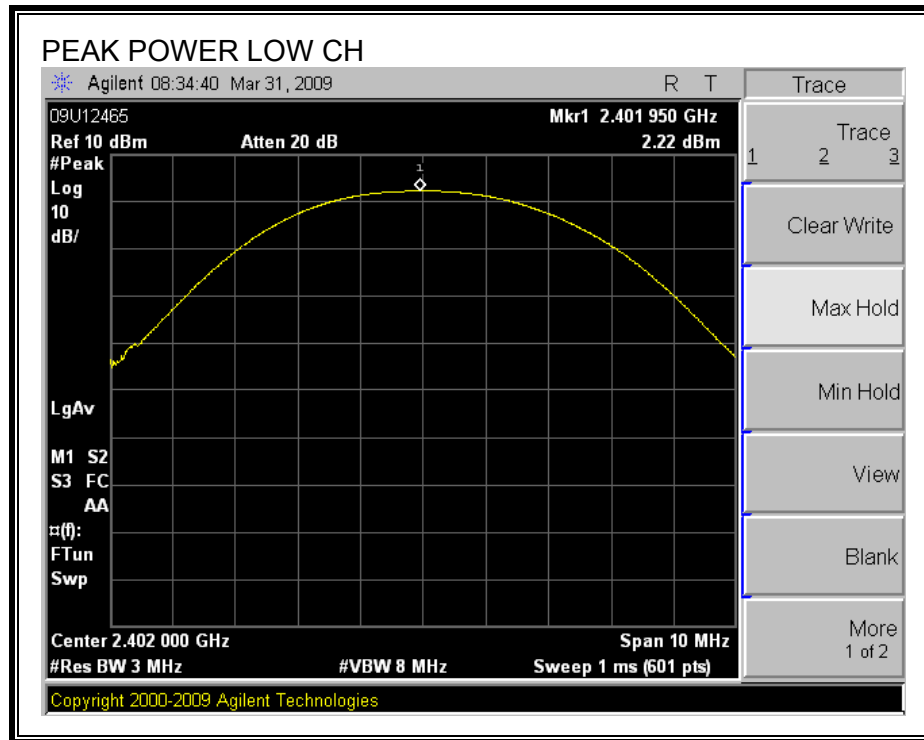 PEAK POWER LOW CH
Agilent 08:34:40 Mar 31, 2009 R T
Trace
09U12465
Mkr1 2.401 950 GHz
Ref 10 dBm Atten 20 dB 2.22 dBm
#Peak
Log
10
dB/
1
LgAv
M1 S2
S3 FC
AA
¤(f):
FTun
Swp
Center 2.402 000 GHz Span 10 MHz
#Res BW 3 MHz #VBW 8 MHz Sweep 1 ms (601 pts)
Copyright 2000-2009 Agilent Technologies
Trace
1 2 3
Clear Write
Max Hold
Min Hold
View
Blank
More
1 of 2